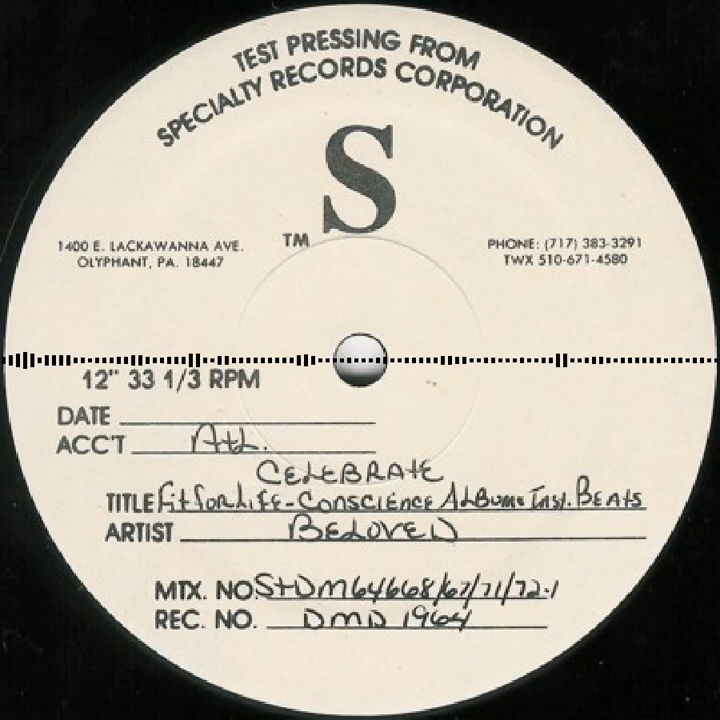 TEST PRESSING FROM
SPECIALTY RECORDS CORPORATION
S
TM
1400 E. LACKAWANNA AVE.
OLYPHANT, PA. 18447
PHONE: (717) 383-3291
TWX 510-671-4580
12" 33 1/3 RPM
DATE
ACC'T Atl.
CELEBRATE
TITLE Fit for Life - Conscience Album & Inst. Beats
ARTIST BELOVED
MTX. NO. St-DM64668/67/71/72-1
REC. NO. DMD 1964